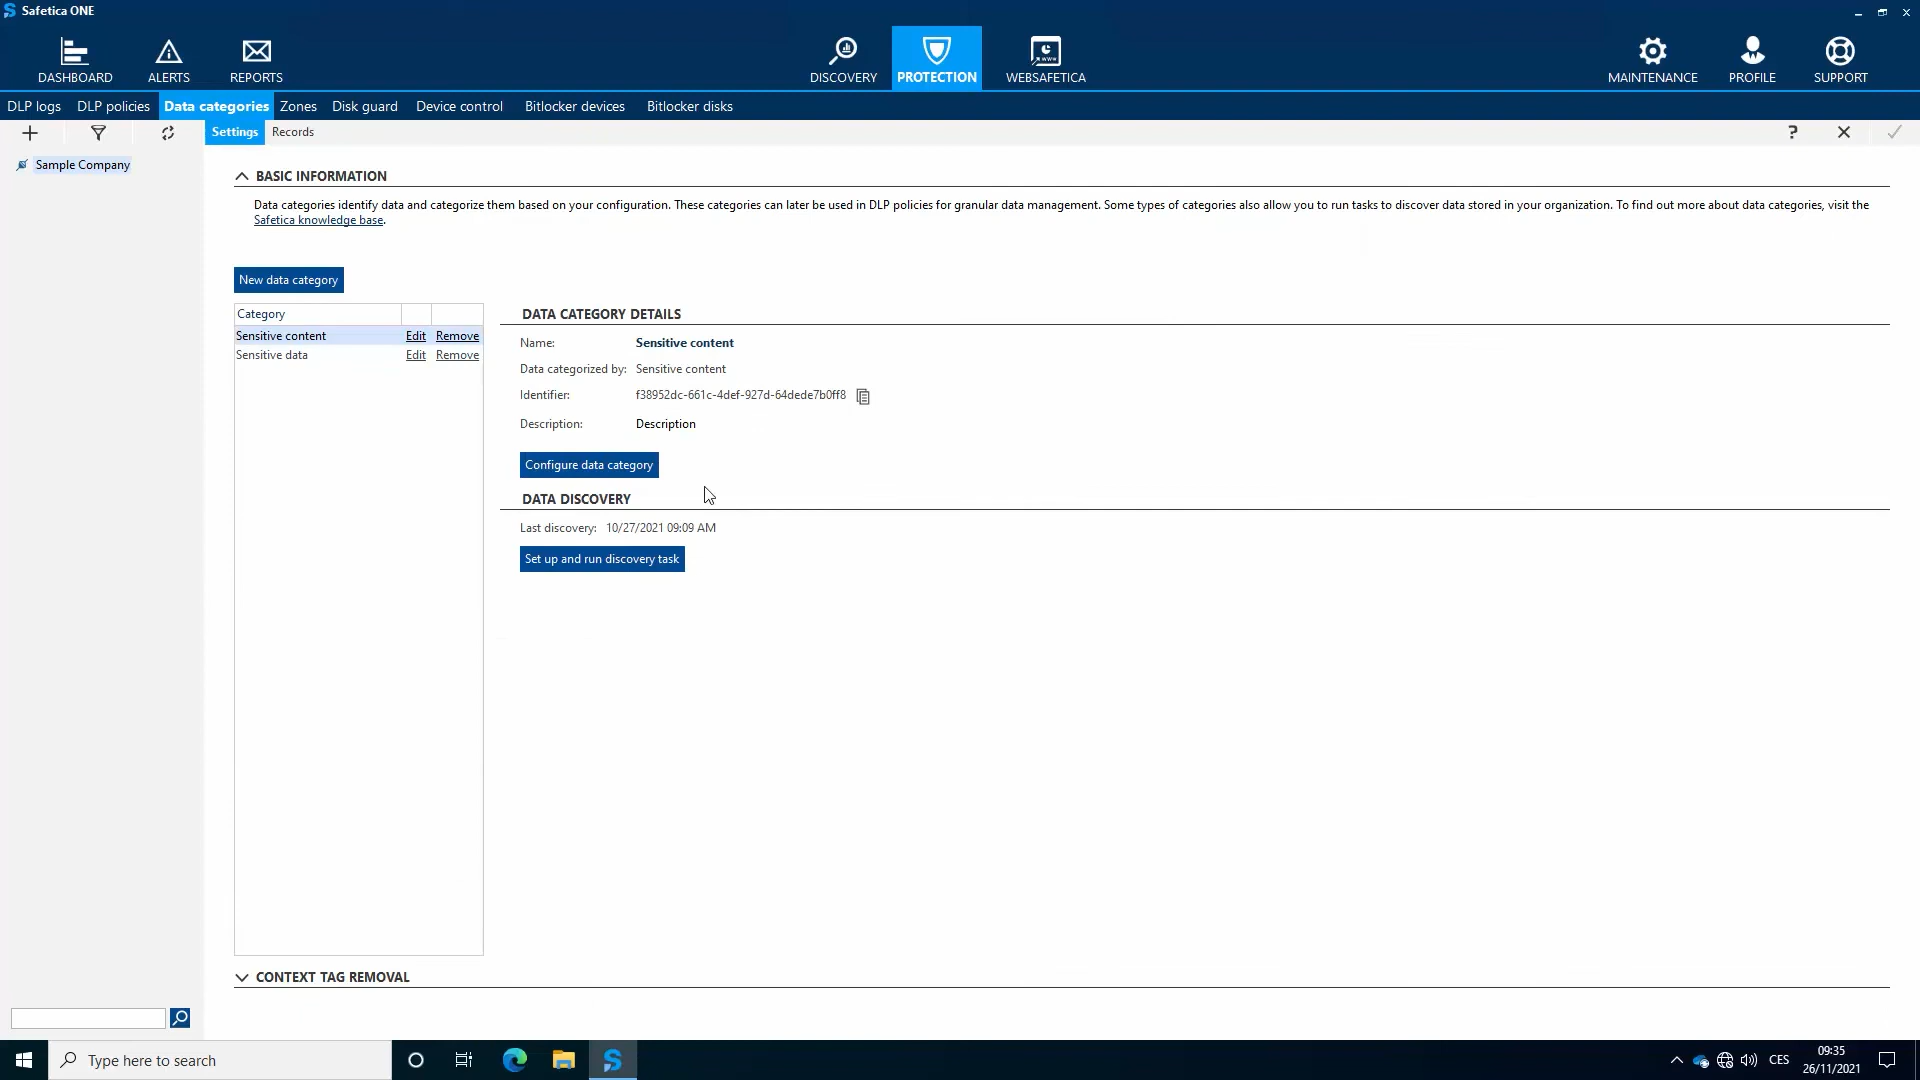 Safetica ONE
DASHBOARD
ALERTS
REPORTS
DISCOVERY
PROTECTION
WEBSAFETICA
MAINTENANCE
PROFILE
SUPPORT
DLP logs
DLP policies
Data categories
Zones
Disk guard
Device control
Bitlocker devices
Bitlocker disks
Settings
Records
?
Sample Company
BASIC INFORMATION
Data categories identify data and categorize them based on your configuration. These categories can later be used in DLP policies for granular data management. Some types of categories also allow you to run tasks to discover data stored in your organization. To find out more about data categories, visit the
Safetica knowledge base.
New data category
Category
Sensitive content Edit Remove
Sensitive data Edit Remove
DATA CATEGORY DETAILS
Name: Sensitive content
Data categorized by: Sensitive content
Identifier: f38952dc-661c-4def-927d-64dede7b0ff8
Description: Description
Configure data category
DATA DISCOVERY
Last discovery: 10/27/2021 09:09 AM
Set up and run discovery task
CONTEXT TAG REMOVAL
Type here to search
CES
09:35
26/11/2021